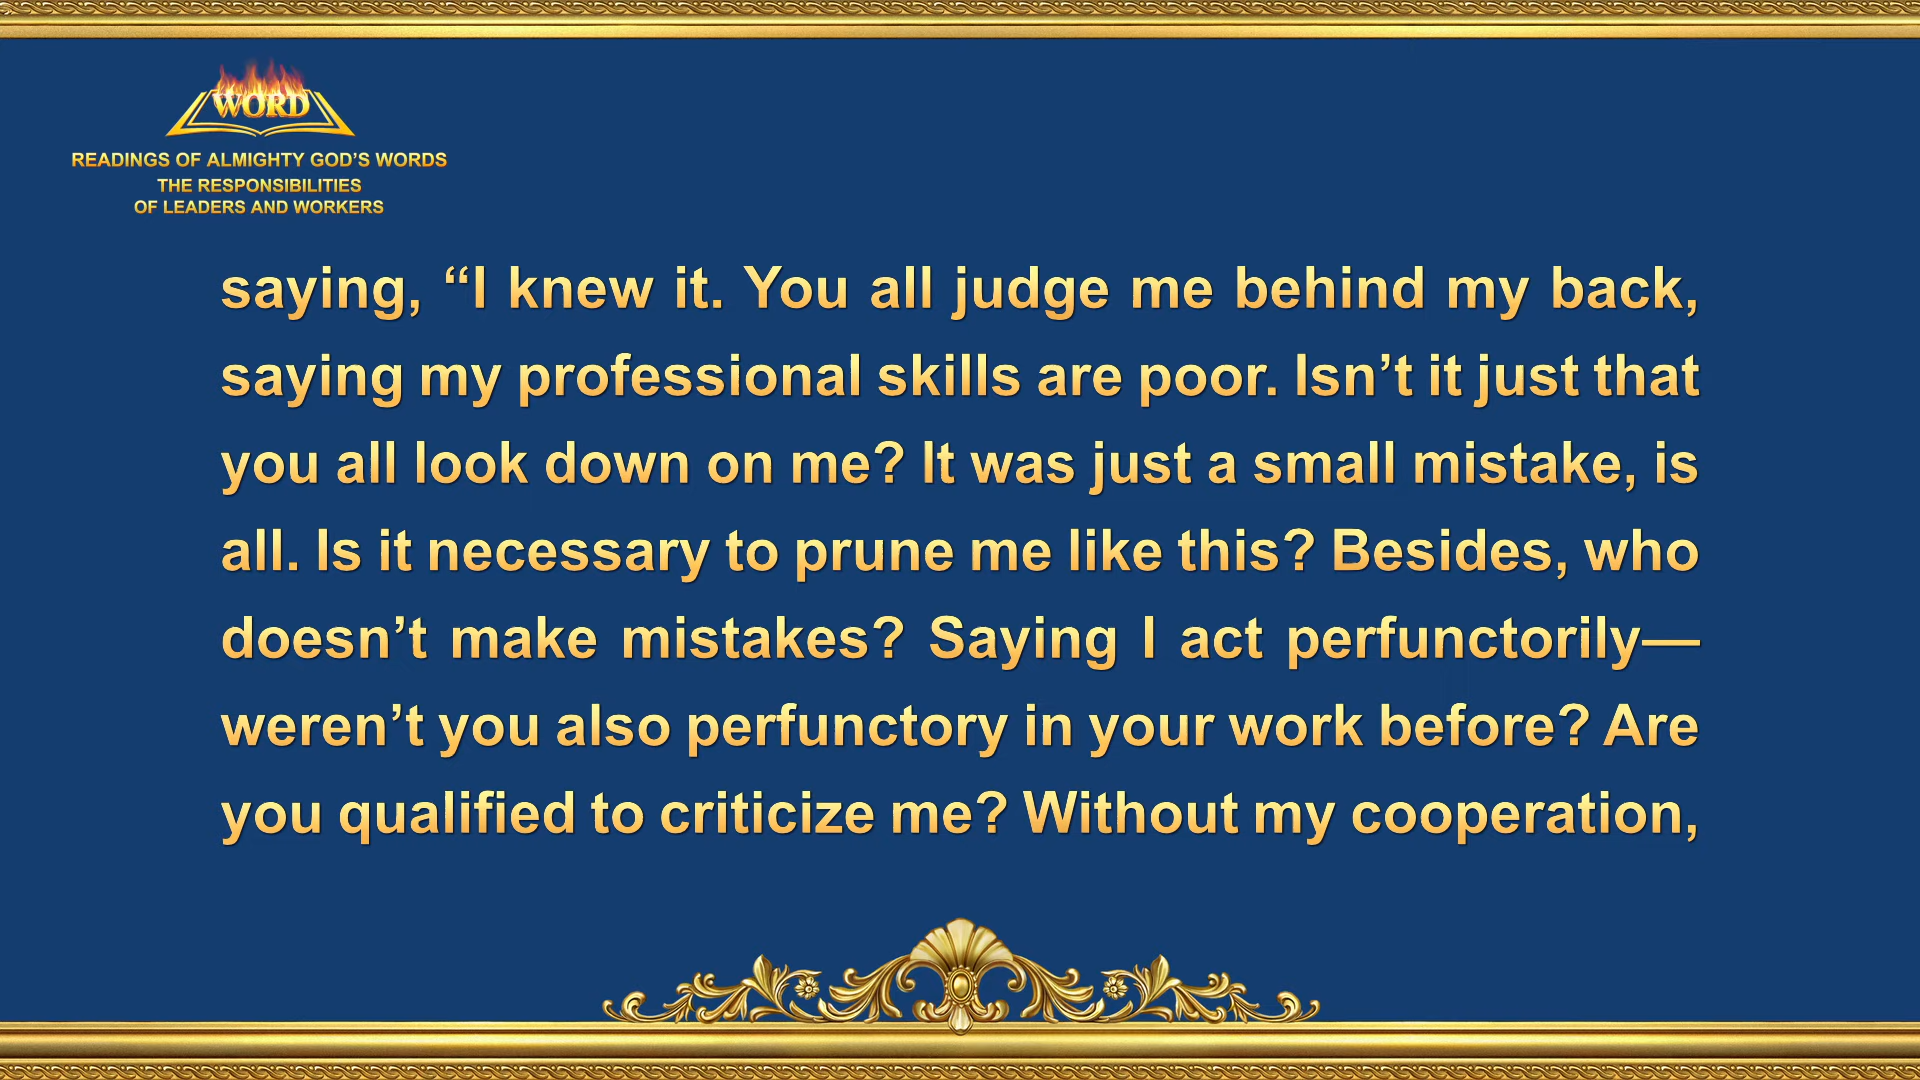 WORD
READINGS OF ALMIGHTY GOD’S WORDS
THE RESPONSIBILITIES
OF LEADERS AND WORKERS
saying, “I knew it. You all judge me behind my back,
saying my professional skills are poor. Isn’t it just that
you all look down on me? It was just a small mistake, is
all. Is it necessary to prune me like this? Besides, who
doesn’t make mistakes? Saying I act perfunctorily—
weren’t you also perfunctory in your work before? Are
you qualified to criticize me? Without my cooperation,